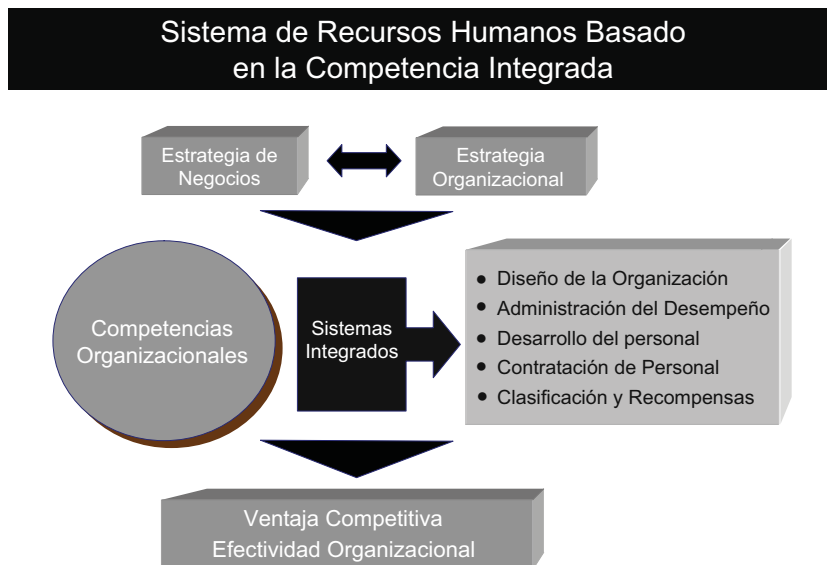 Sistema de Recursos Humanos Basado
en la Competencia Integrada
Estrategia de
Negocios
Estrategia
Organizacional
Competencias
Organizacionales
Sistemas
Integrados
• Diseño de la Organización
• Administración del Desempeño
• Desarrollo del personal
• Contratación de Personal
• Clasificación y Recompensas
Ventaja Competitiva
Efectividad Organizacional